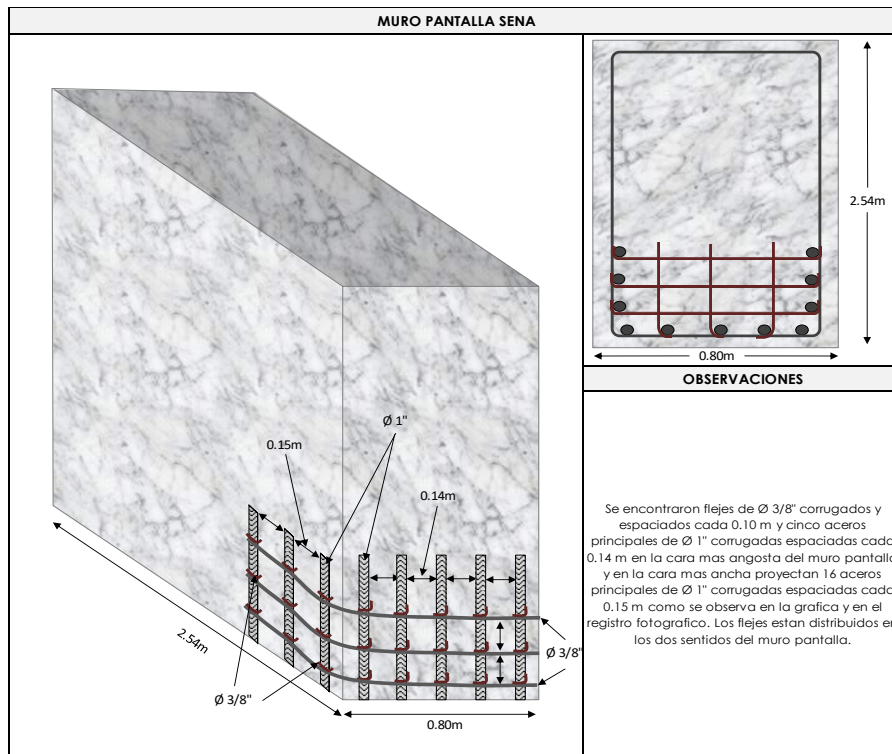 MURO PANTALLA SENA
Ø 1"
0.15m
0.14m
2.54m
Ø 3/8"
Ø 3/8"
0.80m
2.54m
0.80m
OBSERVACIONES
Se encontraron flejes de Ø 3/8" corrugados y
espaciados cada 0.10 m y cinco aceros
principales de Ø 1" corrugadas espaciadas cada
0.14 m en la cara mas angosta del muro pantalla
y en la cara mas ancha proyectan 16 aceros
principales de Ø 1" corrugadas espaciadas cada
0.15 m como se observa en la grafica y en el
registro fotografico. Los flejes estan distribuidos en
los dos sentidos del muro pantalla.